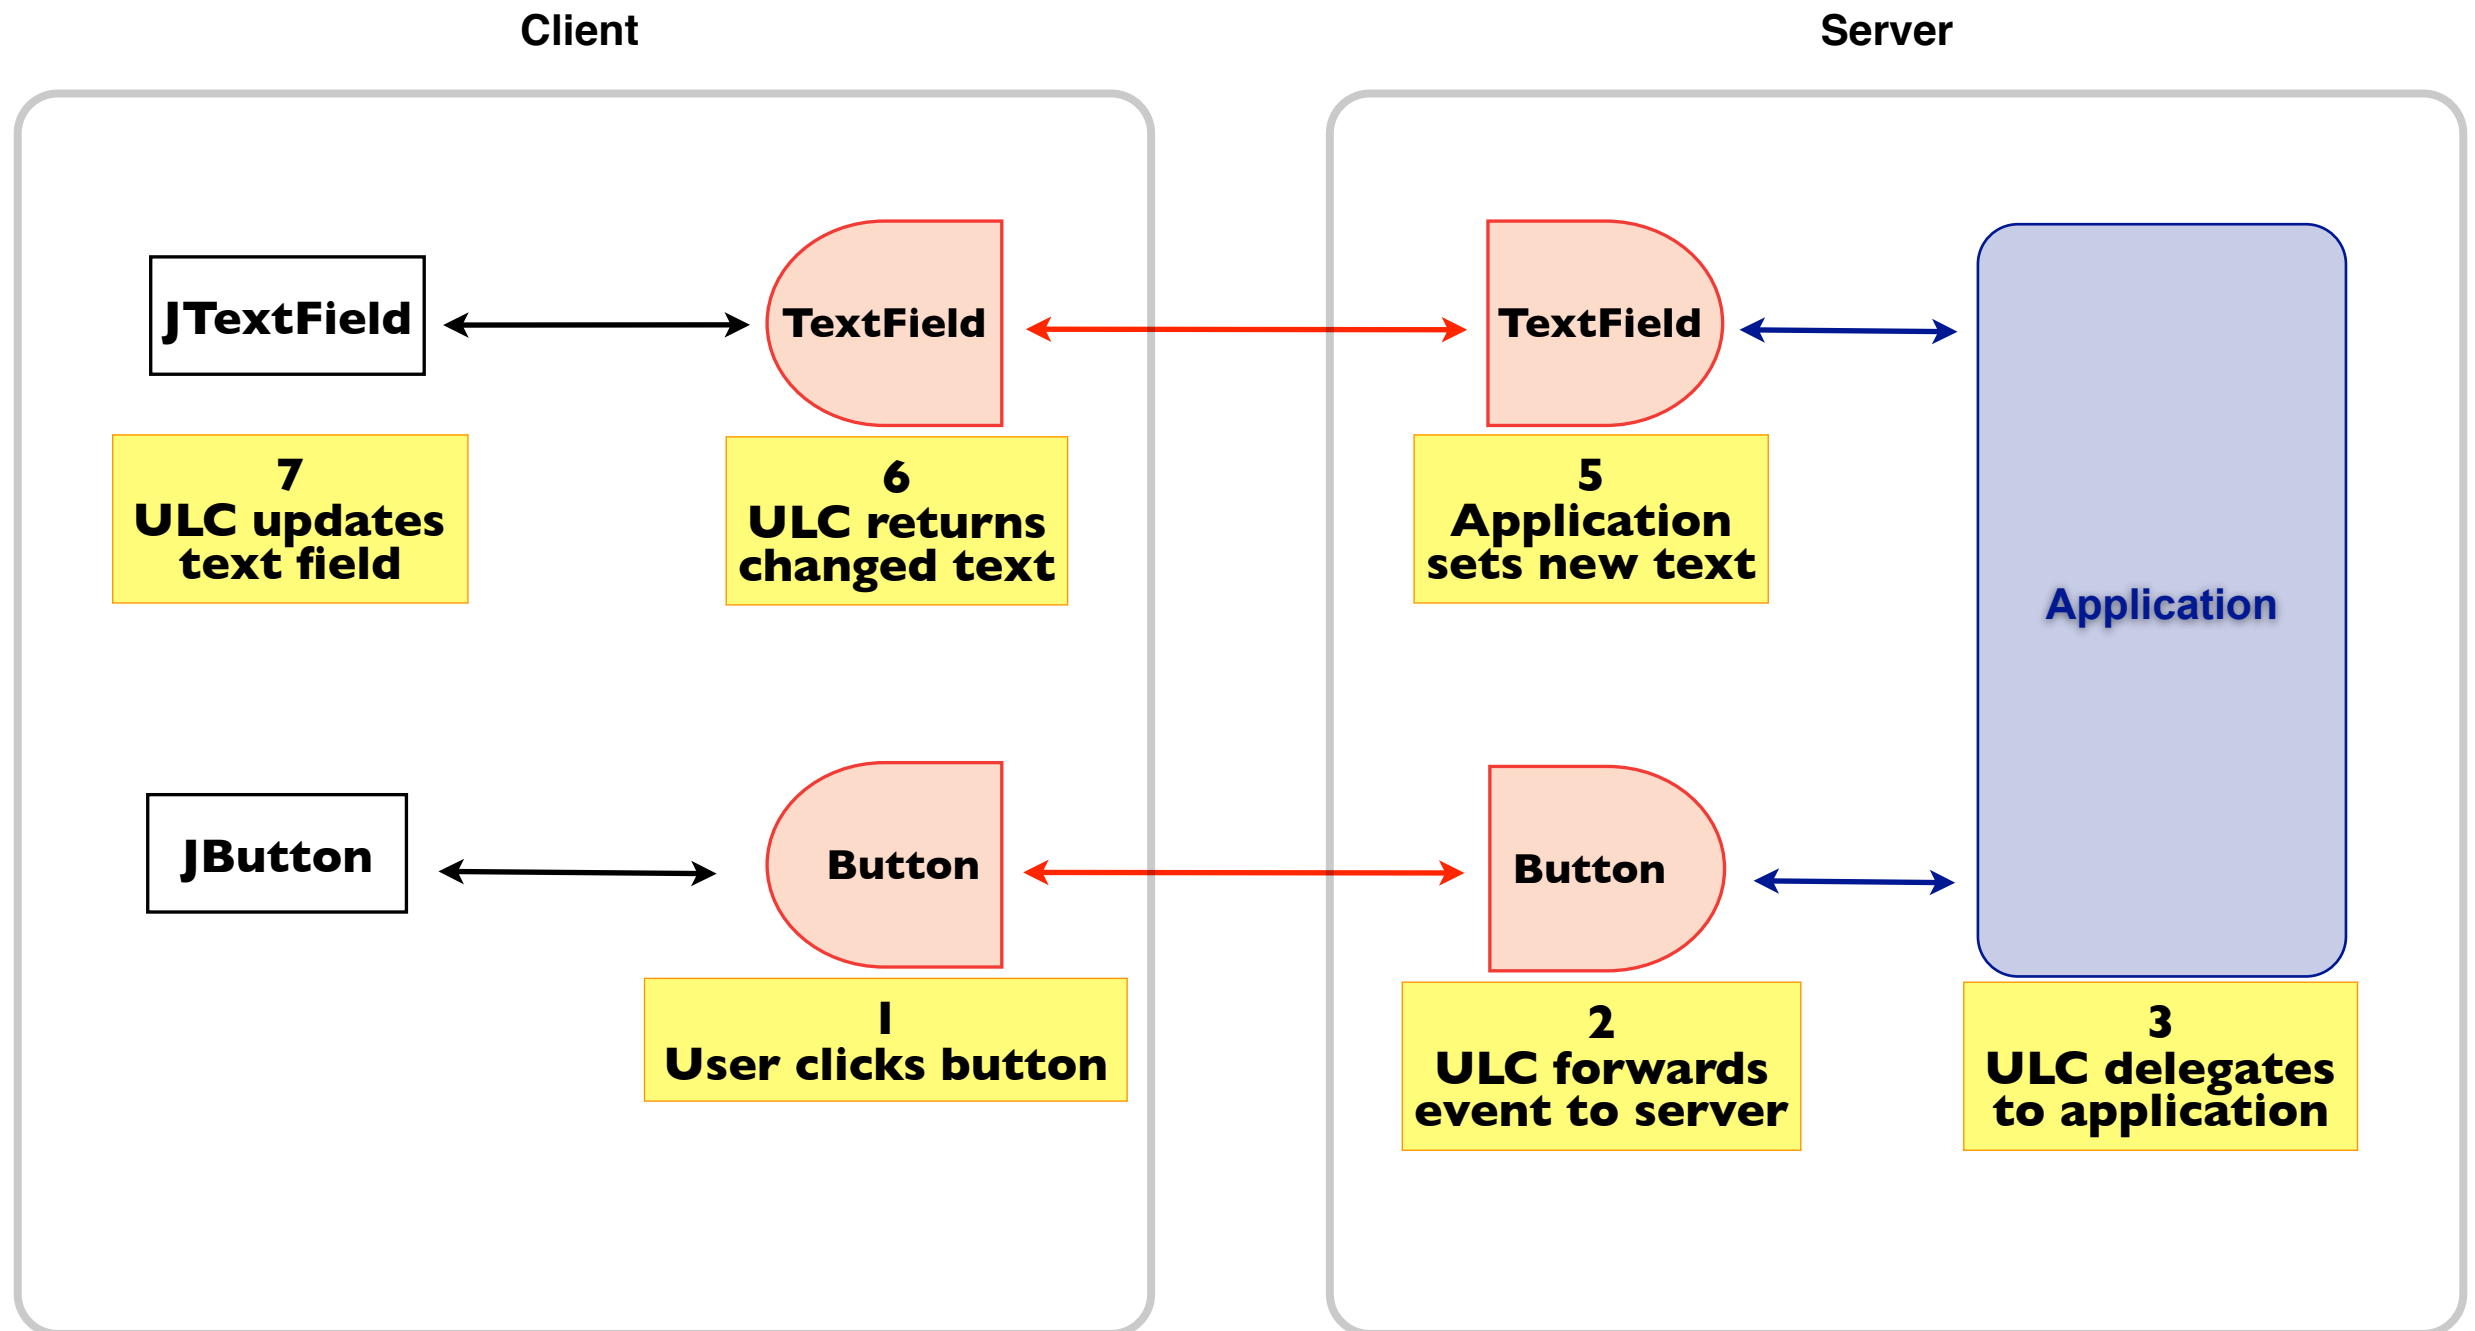 Client
Server
JTextField
TextField
TextField
7
ULC updates
text field
6
ULC returns
changed text
5
Application
sets new text
Application
JButton
Button
Button
1
User clicks button
2
ULC forwards
event to server
3
ULC delegates
to application